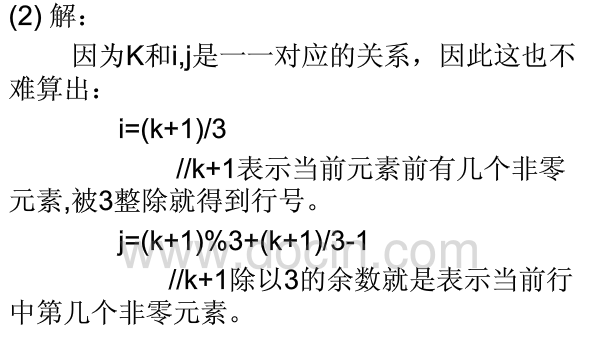 (2) 解：
因为K和i,j是一一对应的关系，因此这也不
难算出：
i=(k+1)/3
//k+1表示当前元素前有几个非零
元素,被3整除就得到行号。
j=(k+1)%3+(k+1)/3-1
www.docin.com
//k+1除以3的余数就是表示当前行
中第几个非零元素。